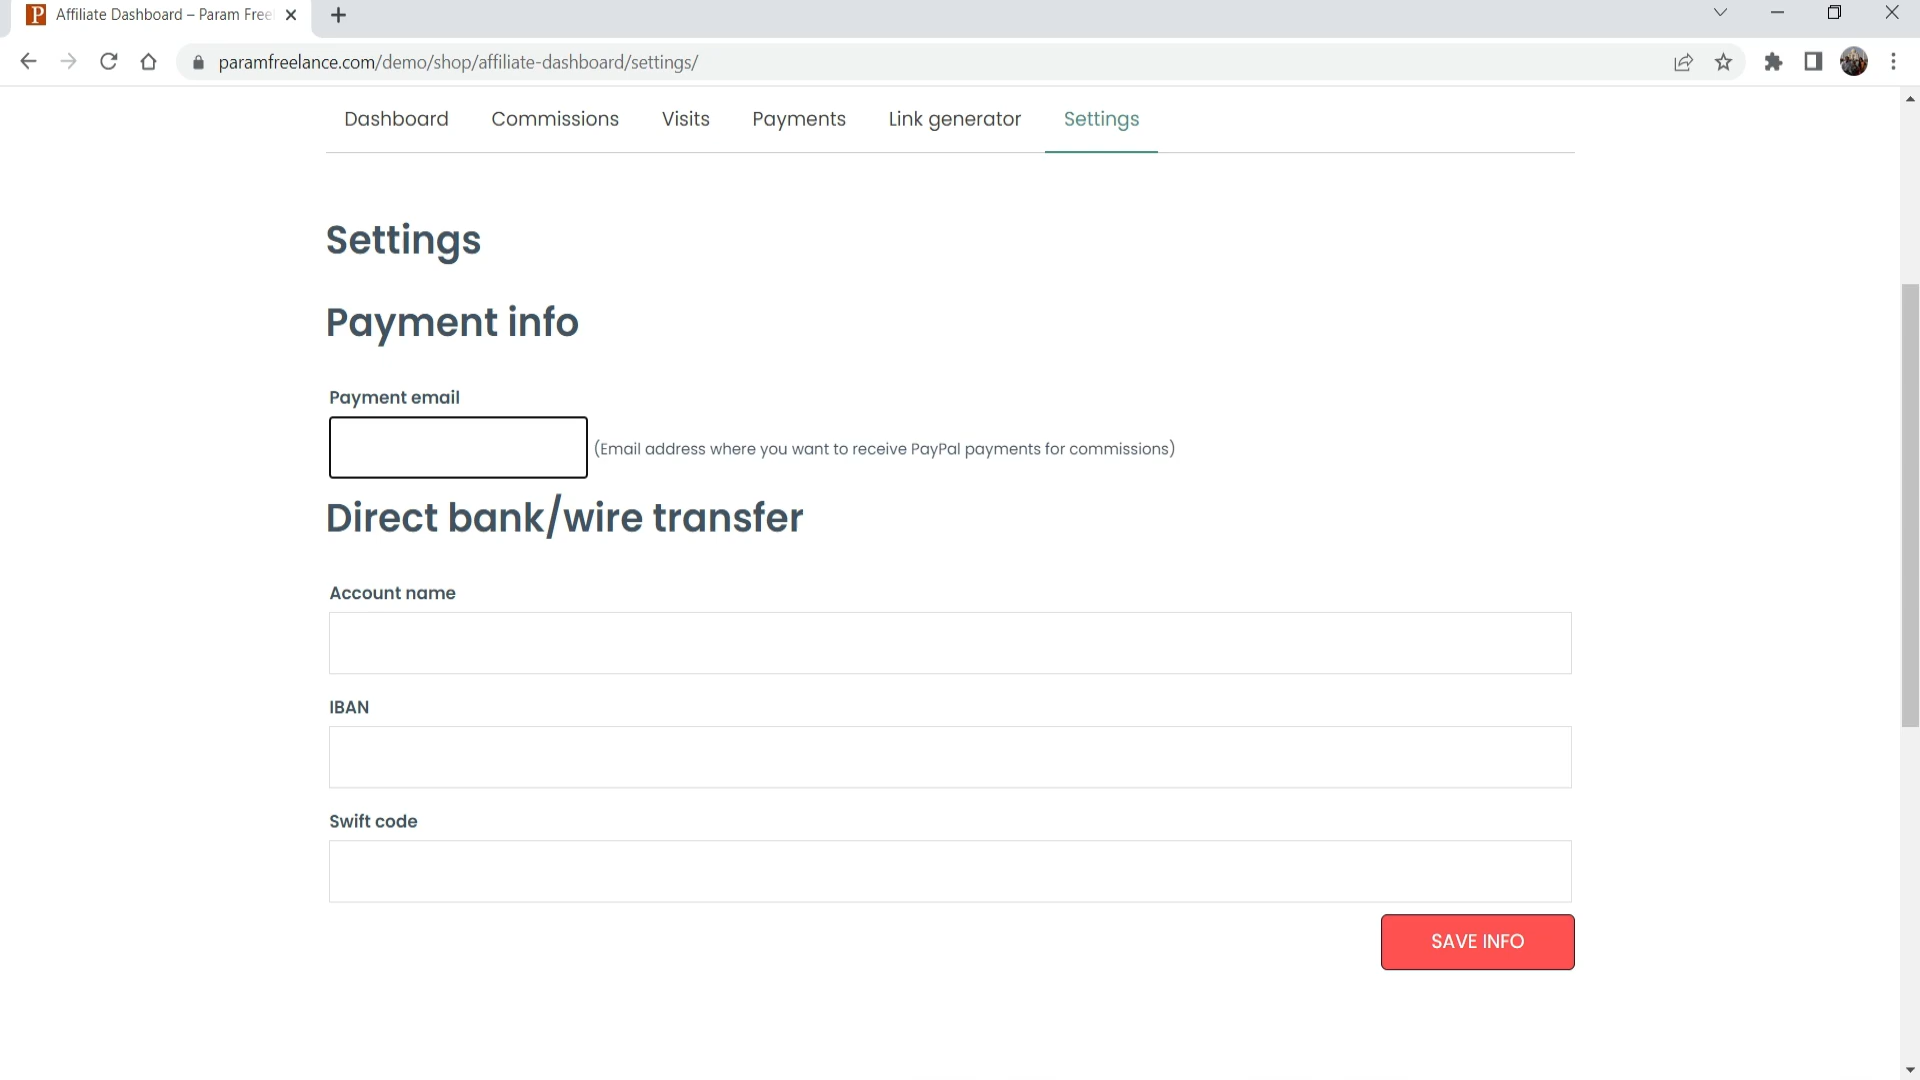 Affiliate Dashboard – Param Free
paramfreelance.com/demo/shop/affiliate-dashboard/settings/
Dashboard Commissions Visits Payments Link generator Settings
Settings
Payment info
Payment email
(Email address where you want to receive PayPal payments for commissions)
Direct bank/wire transfer
Account name
IBAN
Swift code
SAVE INFO